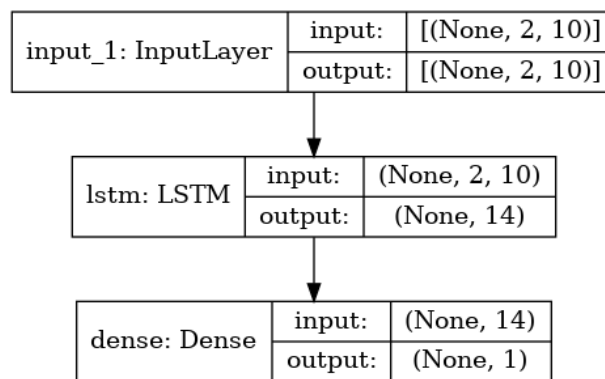 input_1: InputLayer
input: [(None, 2, 10)]
output: [(None, 2, 10)]
lstm: LSTM
input: (None, 2, 10)
output: (None, 14)
dense: Dense
input: (None, 14)
output: (None, 1)